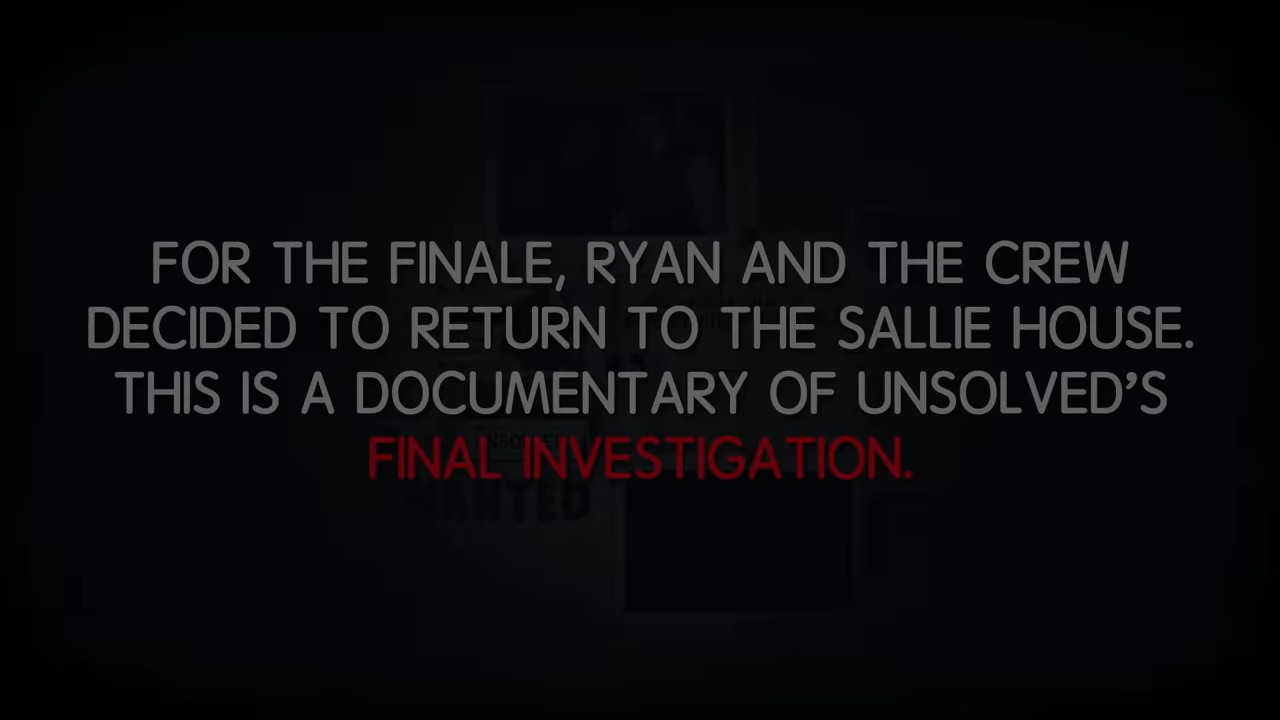 FOR THE FINALE, RYAN AND THE CREW
DECIDED TO RETURN TO THE SALLIE HOUSE.
THIS IS A DOCUMENTARY OF UNSOLVED’S
FINAL INVESTIGATION.
WANTED